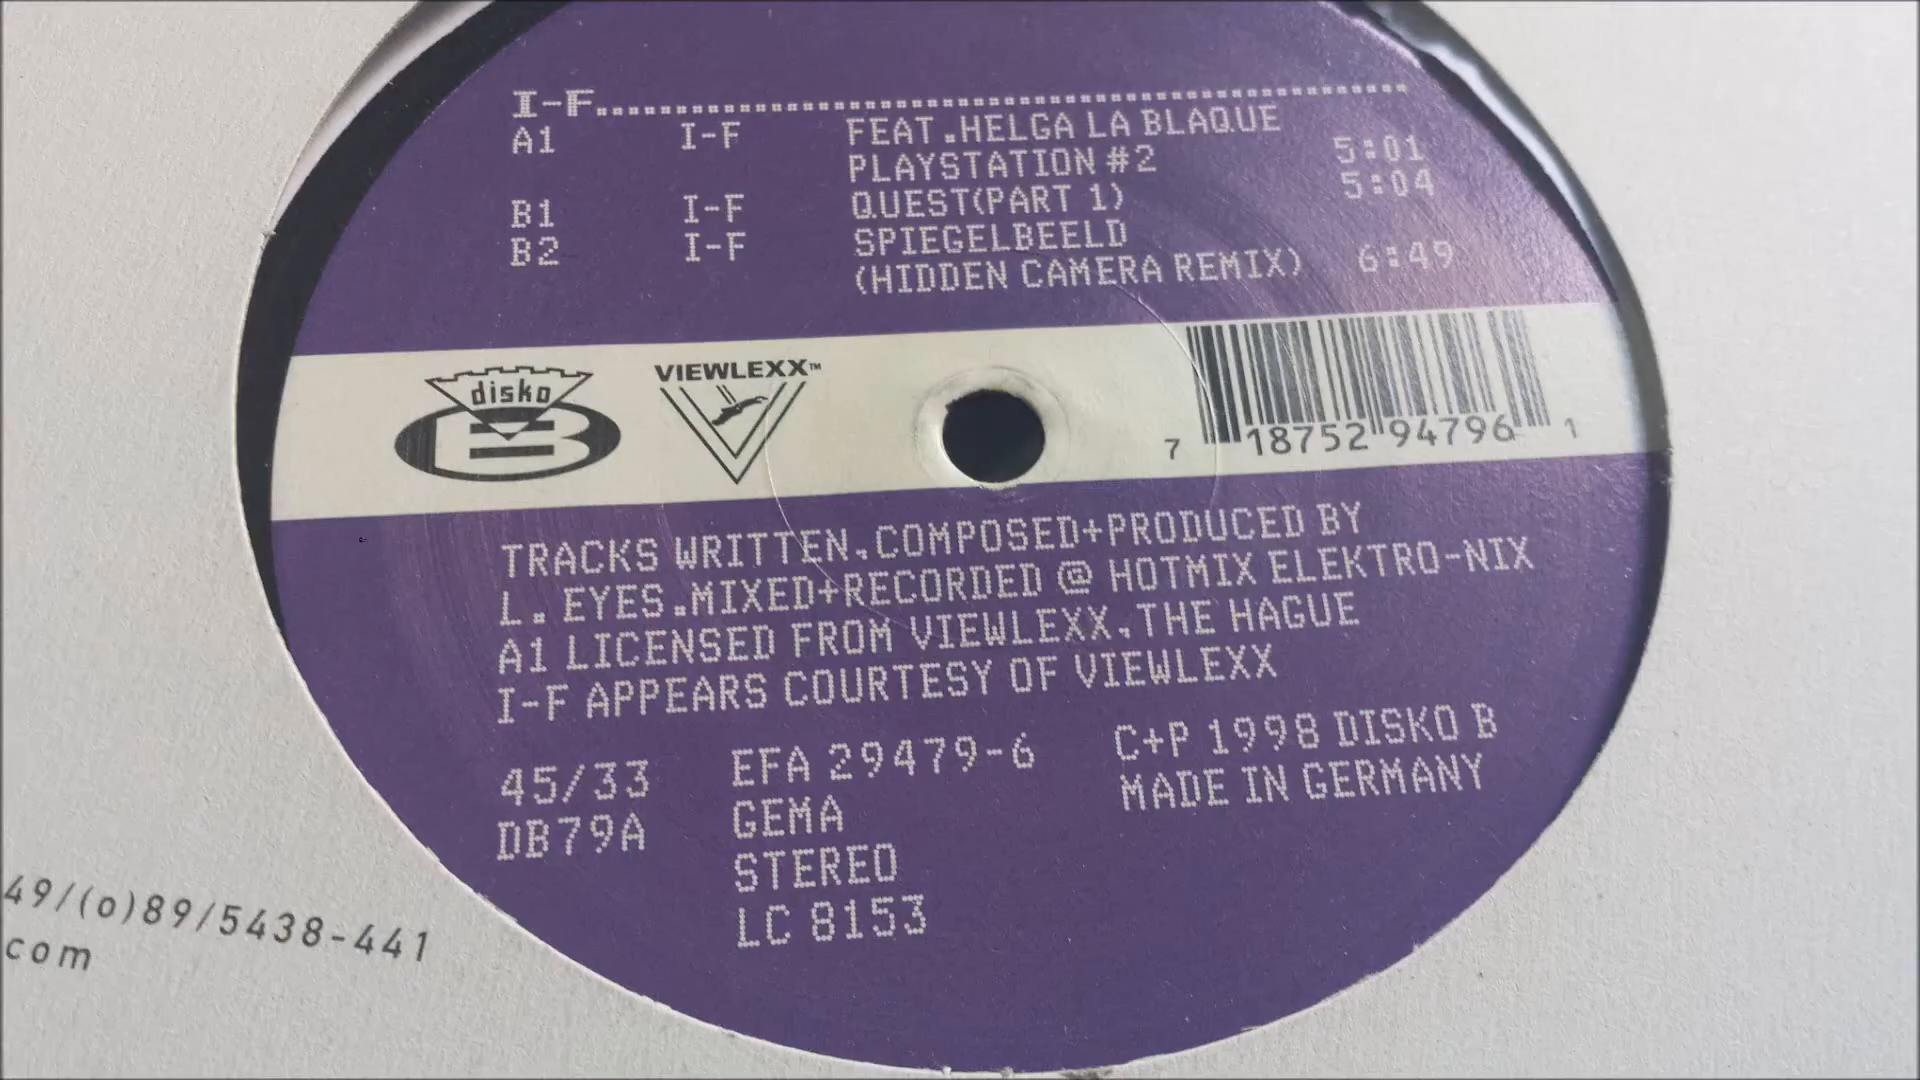 I-F................................................................
A1 I-F FEAT.HELGA LA BLAQUE
PLAYSTATION #2 5:01
B1 I-F QUEST(PART 1) 5:04
B2 I-F SPIEGELBEELD
(HIDDEN CAMERA REMIX) 6:49
disko B
VIEWLEXX™
7 18752 94796 1
TRACKS WRITTEN,COMPOSED+PRODUCED BY
L. EYES.MIXED+RECORDED @ HOTMIX ELEKTRO-NIX
A1 LICENSED FROM VIEWLEXX,THE HAGUE
I-F APPEARS COURTESY OF VIEWLEXX
45/33
DB79A
EFA 29479-6
GEMA
STEREO
LC 8153
C+P 1998 DISKO B
MADE IN GERMANY
49/(o)89/5438-441
com